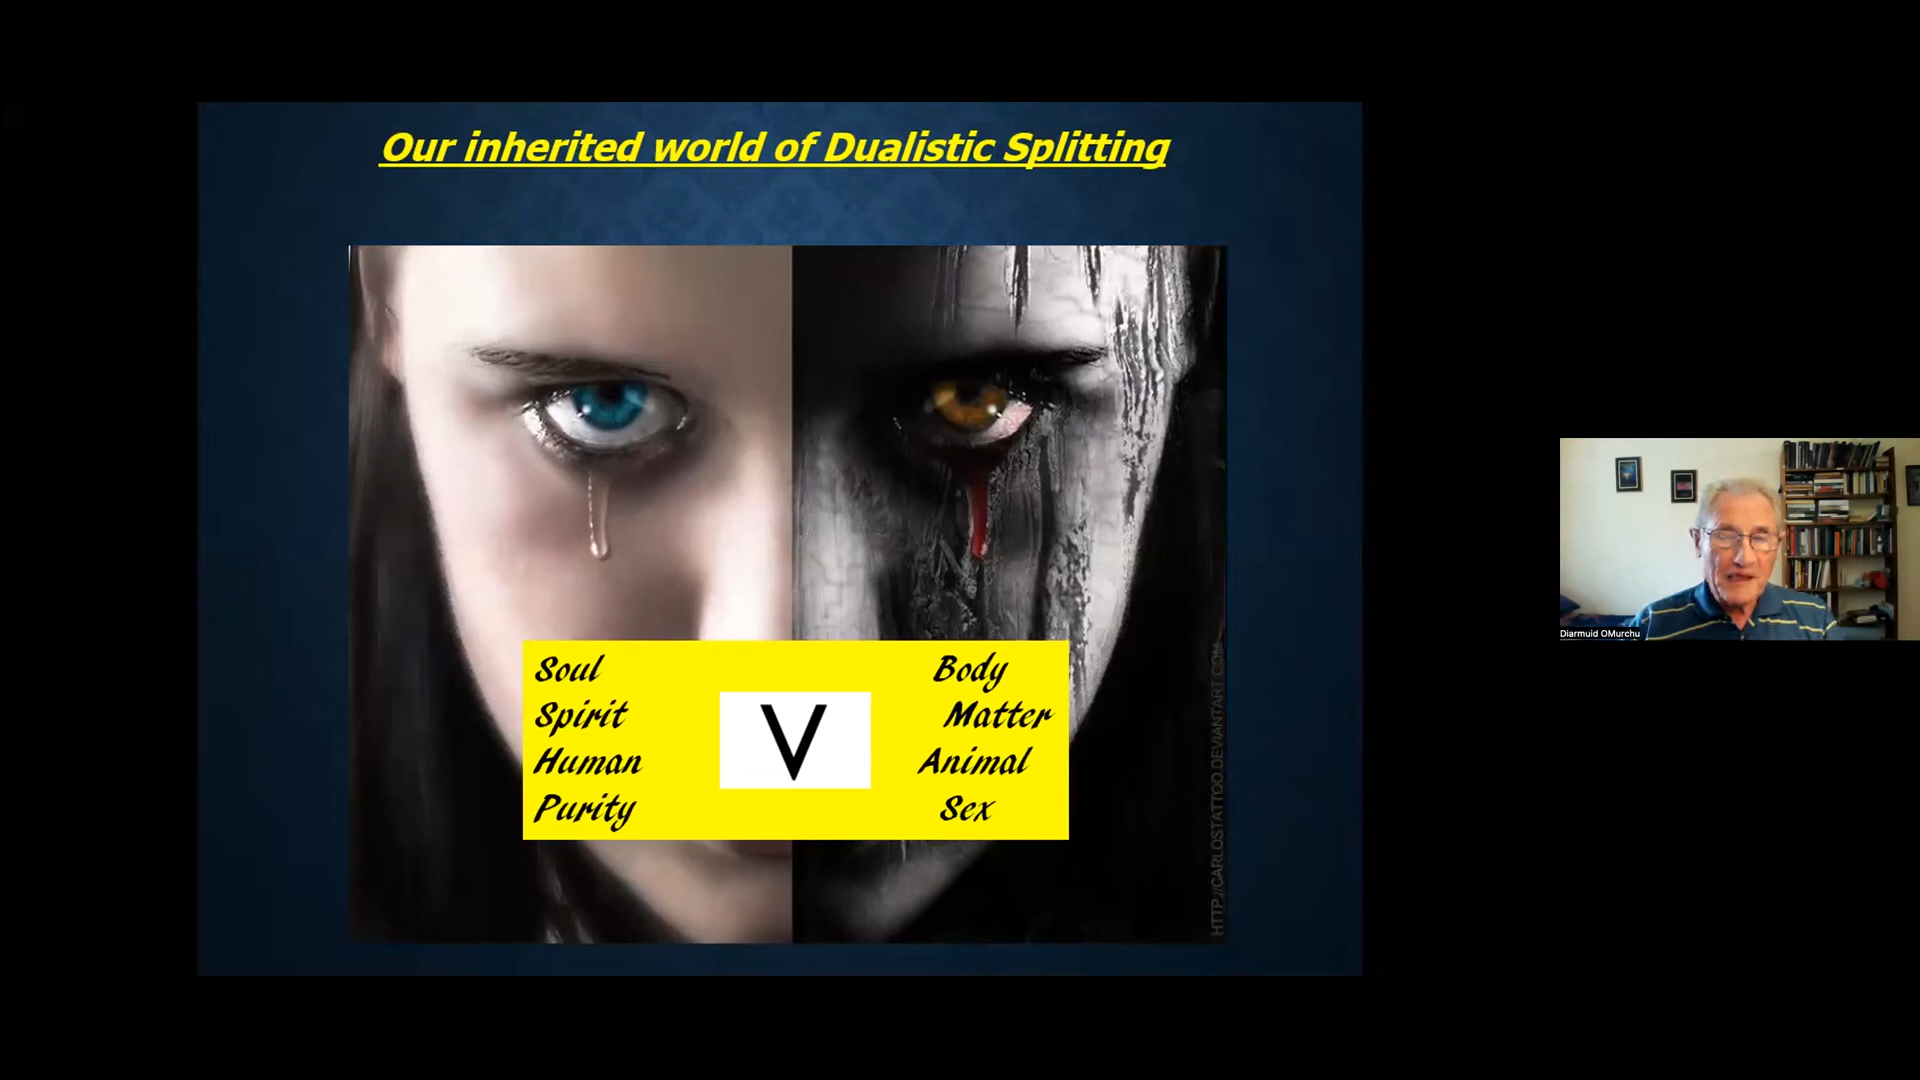 Our inherited world of Dualistic Splitting
Soul Body
Spirit Matter
V
Human Animal
Purity Sex
HTTP://CARLOSTATTOO.DEVIANTART.COM
Diarmuid OMurchu